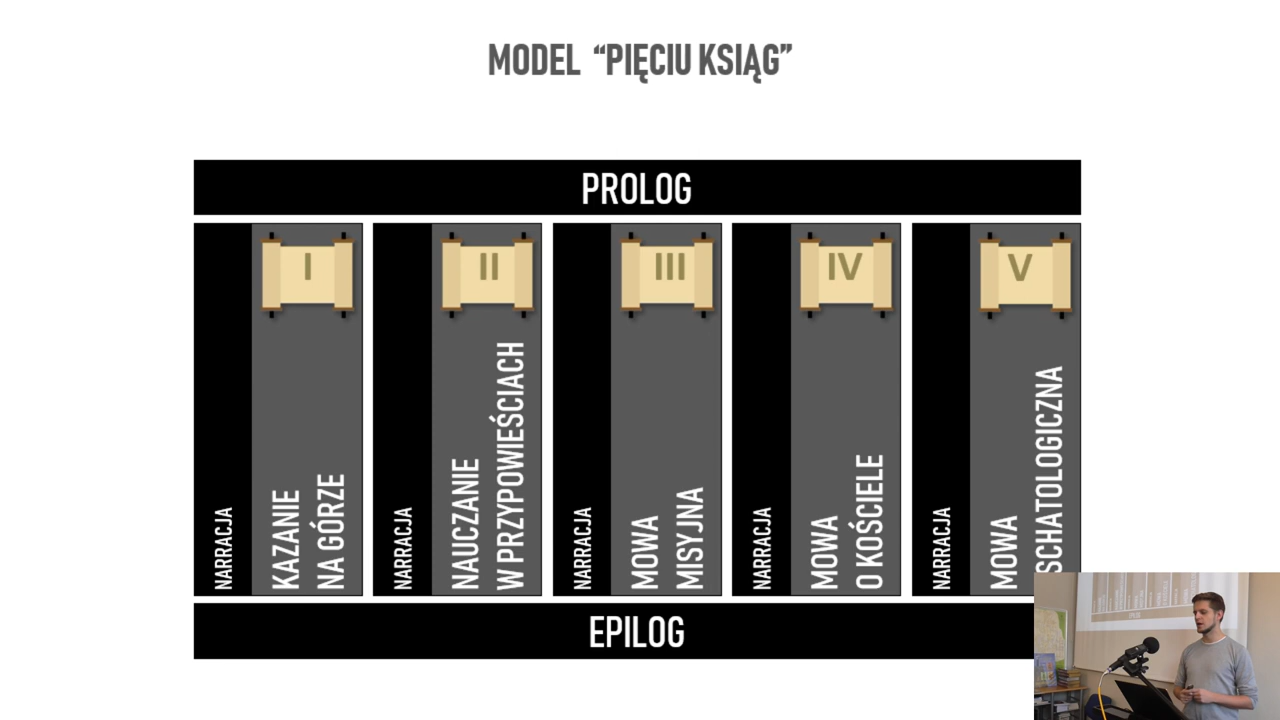 MODEL “PIĘCIU KSIĄG”
PROLOG
NARRACJA
I
KAZANIE
NA GÓRZE
NARRACJA
II
NAUCZANIE
W PRZYPOWIEŚCIACH
NARRACJA
III
MOWA
MISYJNA
NARRACJA
IV
MOWA
O KOŚCIELE
NARRACJA
V
MOWA
SCHATOLOGICZNA
EPILOG